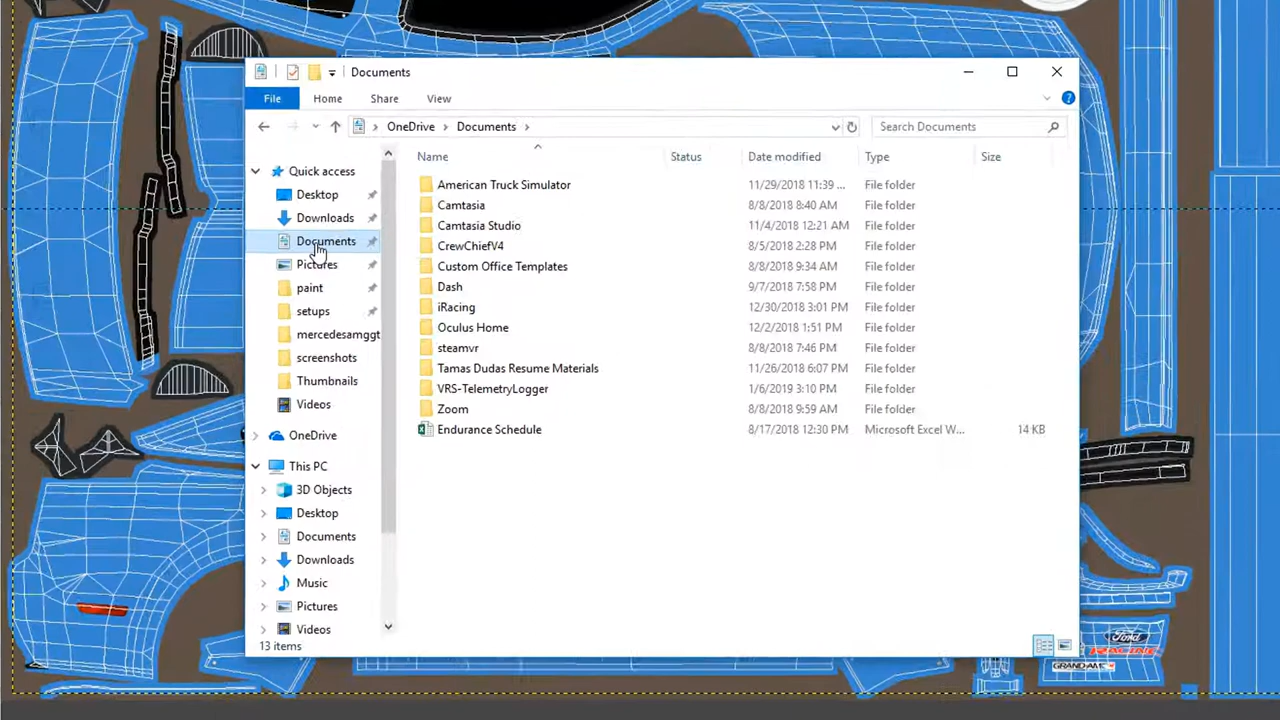 Documents
File Home Share View
OneDrive Documents
Search Documents
Name Status Date modified Type Size
Quick access
Desktop
Downloads
Documents
Pictures
paint
setups
mercedesamggt
screenshots
Thumbnails
Videos
OneDrive
This PC
3D Objects
Desktop
Documents
Downloads
Music
Pictures
Videos
American Truck Simulator 11/29/2018 11:39 ... File folder
Camtasia 8/8/2018 8:40 AM File folder
Camtasia Studio 11/4/2018 12:21 AM File folder
CrewChiefV4 8/5/2018 2:28 PM File folder
Custom Office Templates 8/8/2018 9:34 AM File folder
Dash 9/7/2018 7:58 PM File folder
iRacing 12/30/2018 3:01 PM File folder
Oculus Home 12/2/2018 1:51 PM File folder
steamvr 8/8/2018 7:46 PM File folder
Tamas Dudas Resume Materials 11/26/2018 6:07 PM File folder
VRS-TelemetryLogger 1/6/2019 3:10 PM File folder
Zoom 8/8/2018 9:59 AM File folder
Endurance Schedule 8/17/2018 12:30 PM Microsoft Excel W... 14 KB
13 items
Ford
RACING
GRAND-AM